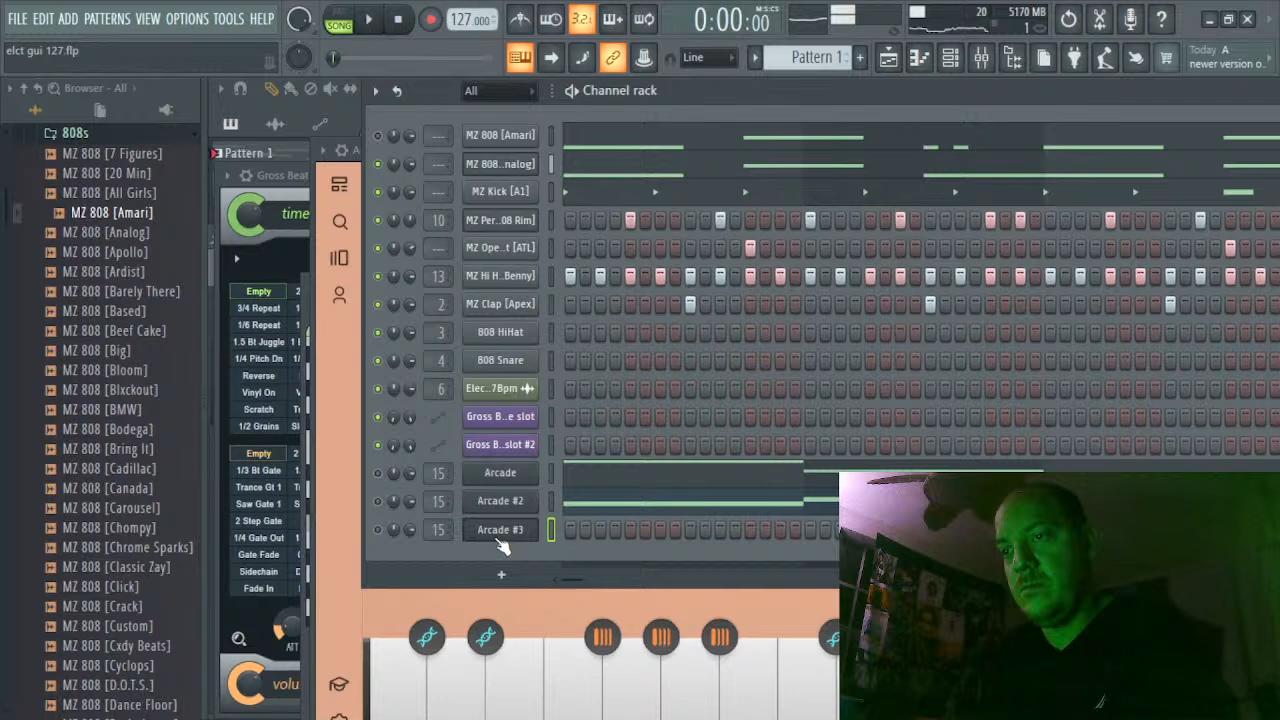 FILE EDIT ADD PATTERNS VIEW OPTIONS TOOLS HELP
elct gui 127.flp
SONG
127.000
3.2
0:00:00
M:S:CS
20
5170 MB
1
Line
Pattern 1
Today A
newer version o..
Browser - All
All
Channel rack
808s
MZ 808 [7 Figures]
MZ 808 [20 Min]
MZ 808 [All Girls]
MZ 808 [Amari]
MZ 808 [Analog]
MZ 808 [Apollo]
MZ 808 [Ardist]
MZ 808 [Barely There]
MZ 808 [Based]
MZ 808 [Beef Cake]
MZ 808 [Big]
MZ 808 [Bloom]
MZ 808 [Blxckout]
MZ 808 [BMW]
MZ 808 [Bodega]
MZ 808 [Bring It]
MZ 808 [Cadillac]
MZ 808 [Canada]
MZ 808 [Carousel]
MZ 808 [Chompy]
MZ 808 [Chrome Sparks]
MZ 808 [Classic Zay]
MZ 808 [Click]
MZ 808 [Crack]
MZ 808 [Custom]
MZ 808 [Cxdy Beats]
MZ 808 [Cyclops]
MZ 808 [D.O.T.S.]
MZ 808 [Dance Floor]
Pattern 1
Gross Beat
time
Empty
3/4 Repeat
1/6 Repeat
1.5 Bt Juggle
1/4 Pitch Dn
Reverse
Vinyl On
Scratch
1/2 Grains
Empty
1/3 Bt Gate
Trance Gt 1
Saw Gate 1
2 Step Gate
1/4 Gate Out
Gate Fade
Sidechain
Fade In
ATT
volu
--- MZ 808 [Amari]
--- MZ 808..nalog]
--- MZ Kick [A1]
10 MZ Per..08 Rim]
--- MZ Ope..t [ATL]
13 MZ Hi H..Benny]
2 MZ Clap [Apex]
3 808 HiHat
4 808 Snare
6 Elec..7Bpm
Gross B..e slot
Gross B..slot #2
15 Arcade
15 Arcade #2
15 Arcade #3